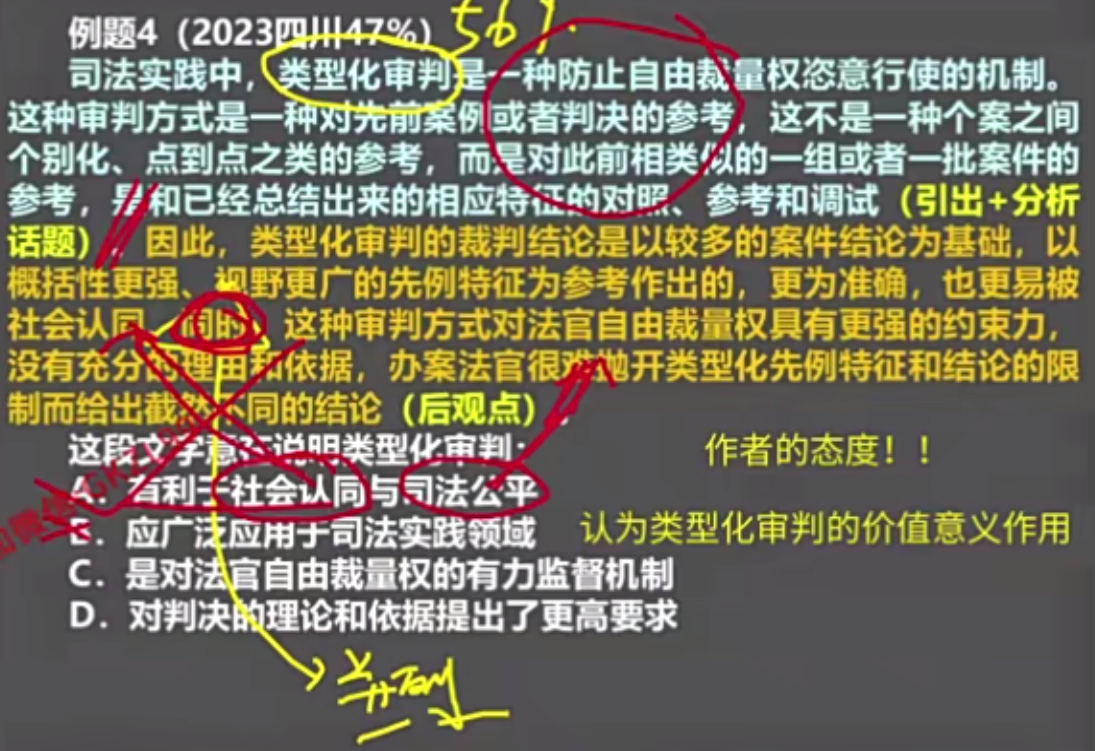 例题4（2023四川47%） 56%
司法实践中，类型化审判是一种防止自由裁量权恣意行使的机制。
这种审判方式是一种对先前案例或者判决的参考，这不是一种个案之间
个别化、点到点之类的参考，而是对此前相类似的一组或者一批案件的
参考，是和已经总结出来的相应特征的对照、参考和调试（引出+分析
话题）。因此，类型化审判的裁判结论是以较多的案件结论为基础，以
概括性更强、视野更广的先例特征为参考作出的，更为准确，也更易被
社会认同。同时，这种审判方式对法官自由裁量权具有更强的约束力，
没有充分的理由和依据，办案法官很难抛开类型化先例特征和结论的限
制而给出截然不同的结论（后观点）。
这段文字意在说明类型化审判：
作者的态度！！
A．有利于社会认同与司法公平
B．应广泛应用于司法实践领域
认为类型化审判的价值意义作用
C．是对法官自由裁量权的有力监督机制
D．对判决的理论和依据提出了更高要求